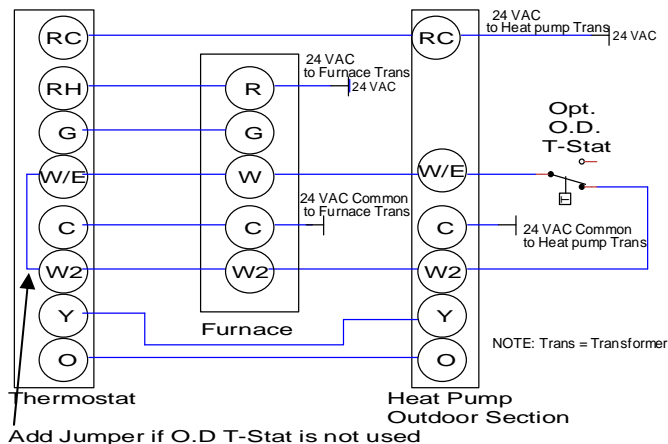 24 VAC
to Heat pump Trans
24 VAC
RC
RC
24 VAC
to Furnace Trans
24 VAC
RH
R
G
G
Opt.
O.D.
T-Stat
W/E
W
W/E
24 VAC Common
to Furnace Trans
C
C
C
24 VAC Common
to Heat pump Trans
W2
W2
W2
Y
Y
Furnace
NOTE: Trans = Transformer
O
O
Thermostat
Heat Pump
Outdoor Section
Add Jumper if O.D T-Stat is not used